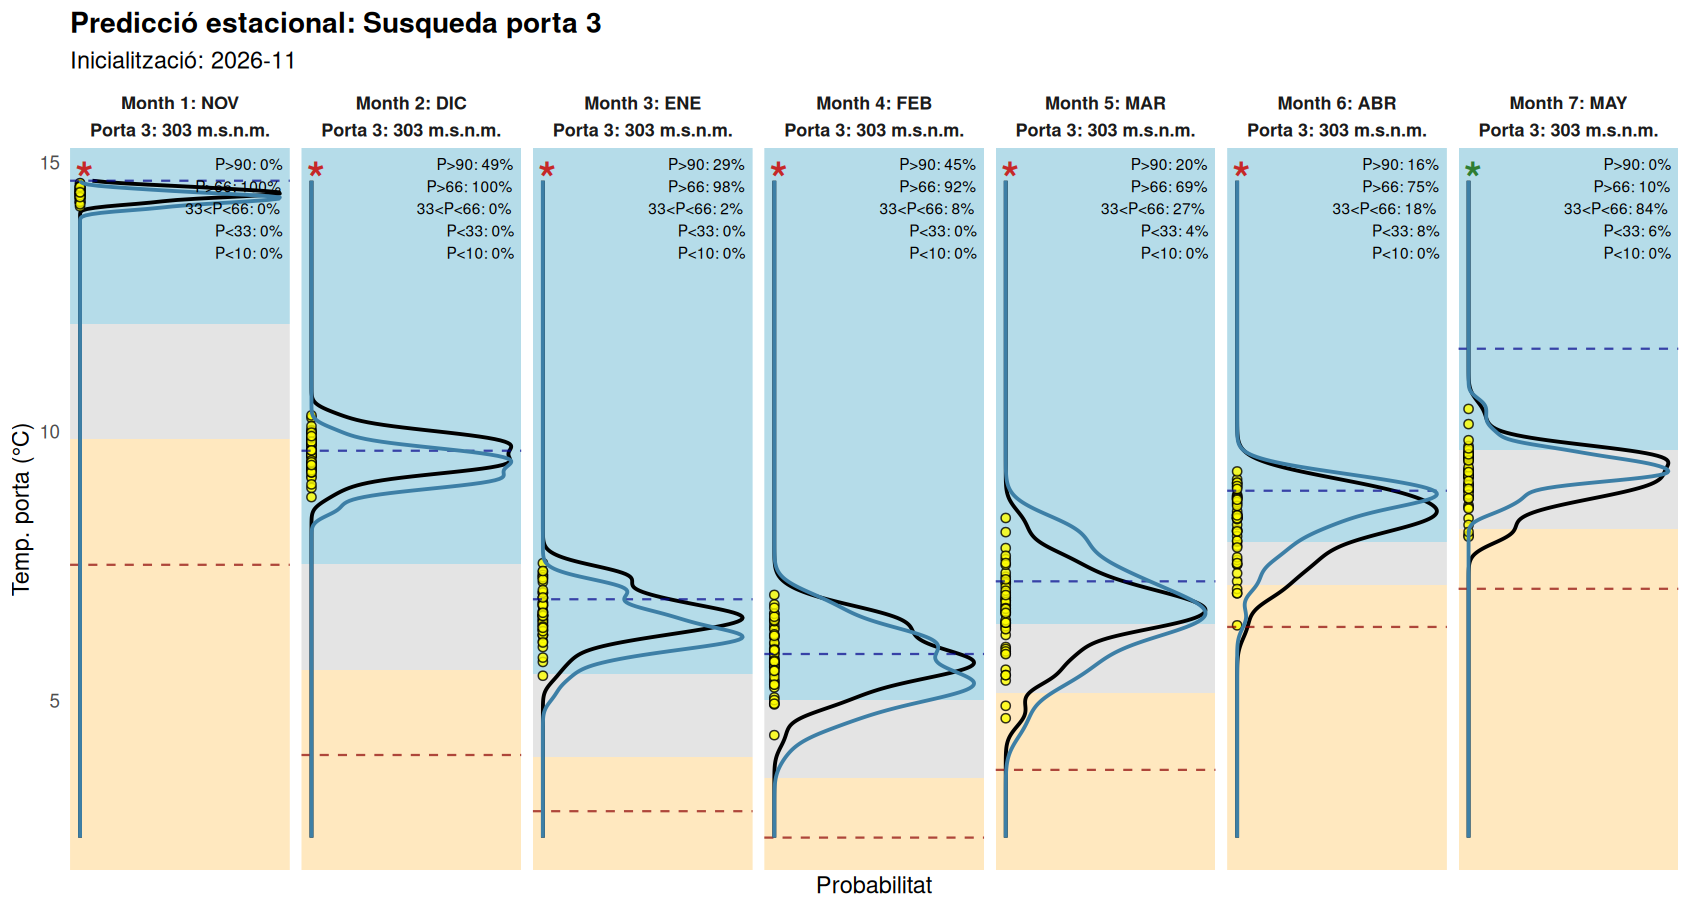 Predicció estacional: Susqueda porta 3
Inicialització: 2026-11
Month 1: NOV
Porta 3: 303 m.s.n.m.
Month 2: DIC
Porta 3: 303 m.s.n.m.
Month 3: ENE
Porta 3: 303 m.s.n.m.
Month 4: FEB
Porta 3: 303 m.s.n.m.
Month 5: MAR
Porta 3: 303 m.s.n.m.
Month 6: ABR
Porta 3: 303 m.s.n.m.
Month 7: MAY
Porta 3: 303 m.s.n.m.
Temp. porta (°C)
15
10
5
*
P>90: 0%
P>66: 100%
33<P<66: 0%
P<33: 0%
P<10: 0%
*
P>90: 49%
P>66: 100%
33<P<66: 0%
P<33: 0%
P<10: 0%
*
P>90: 29%
P>66: 98%
33<P<66: 2%
P<33: 0%
P<10: 0%
*
P>90: 45%
P>66: 92%
33<P<66: 8%
P<33: 0%
P<10: 0%
*
P>90: 20%
P>66: 69%
33<P<66: 27%
P<33: 4%
P<10: 0%
*
P>90: 16%
P>66: 75%
33<P<66: 18%
P<33: 8%
P<10: 0%
*
P>90: 0%
P>66: 10%
33<P<66: 84%
P<33: 6%
P<10: 0%
Probabilitat